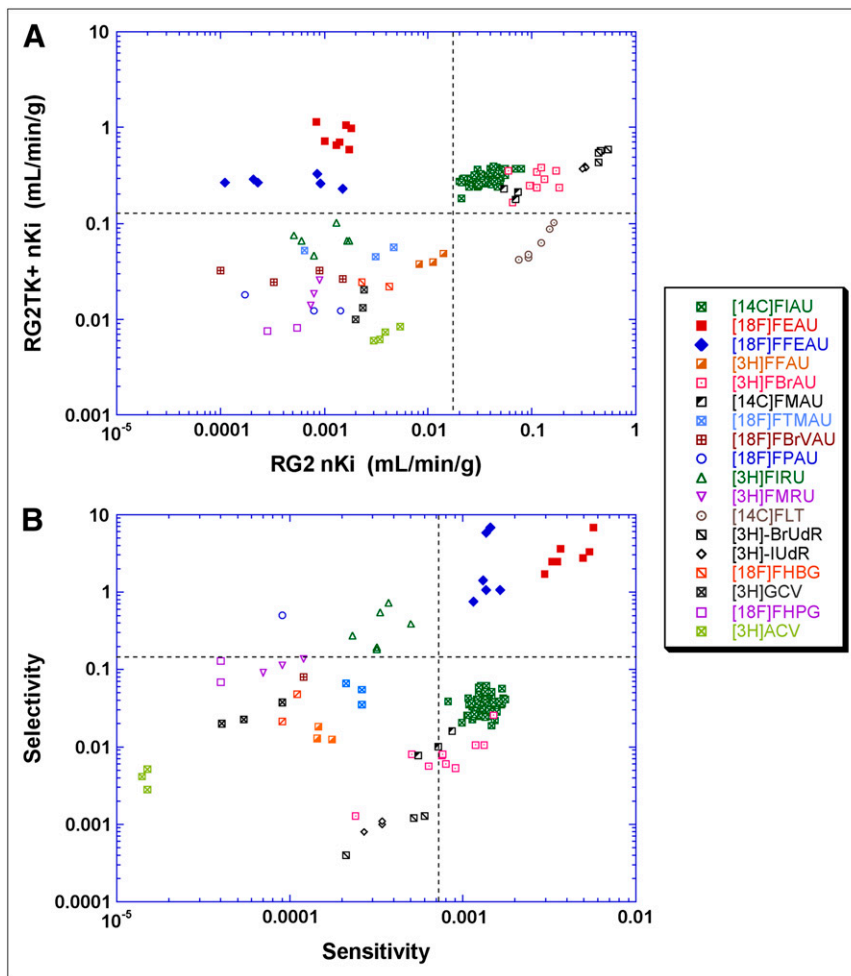 A
10
1
0.1
0.01
0.001
RG2TK+ nKi (mL/min/g)
10-5
0.0001
0.001
0.01
0.1
1
RG2 nKi (mL/min/g)
B
10
1
0.1
0.01
0.001
0.0001
Selectivity
10-5
0.0001
0.001
0.01
Sensitivity
[14C]FIAU
[18F]FEAU
[18F]FFEAU
[3H]FFAU
[3H]FBrAU
[14C]FMAU
[18F]FTMAU
[18F]FBrVAU
[18F]FPAU
[3H]FIRU
[3H]FMRU
[14C]FLT
[3H]-BrUdR
[3H]-IUdR
[18F]FHBG
[3H]GCV
[18F]FHPG
[3H]ACV